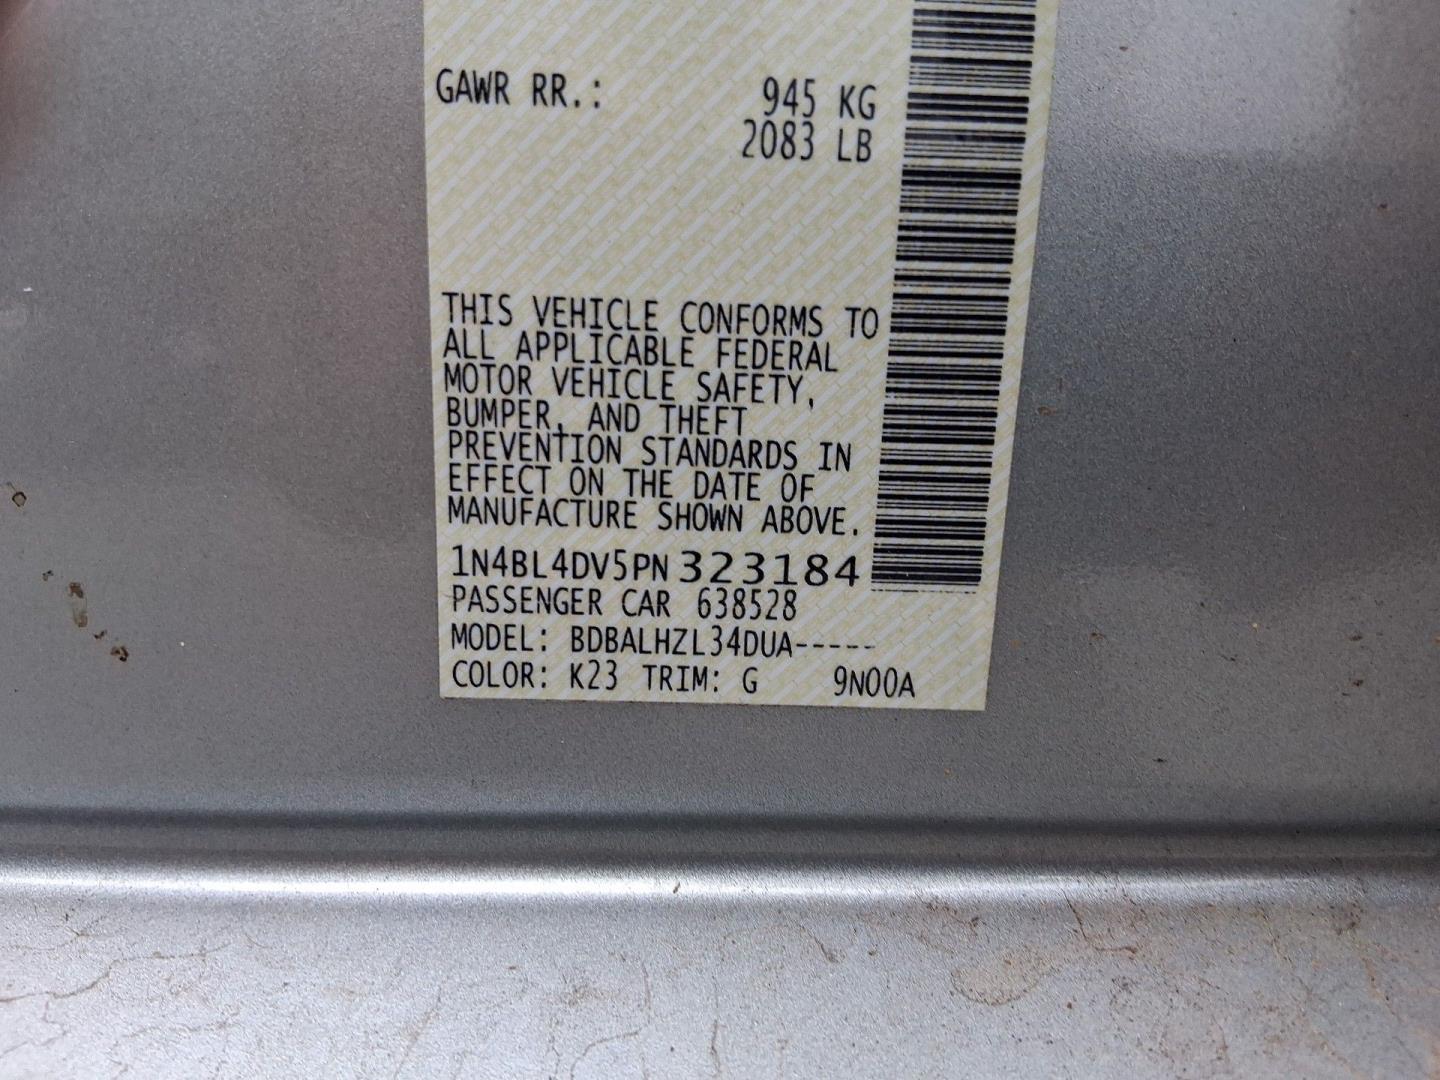 GAWR RR.: 945 KG
2083 LB
THIS VEHICLE CONFORMS TO
ALL APPLICABLE FEDERAL
MOTOR VEHICLE SAFETY,
BUMPER, AND THEFT
PREVENTION STANDARDS IN
EFFECT ON THE DATE OF
MANUFACTURE SHOWN ABOVE.
1N4BL4DV5PN323184
PASSENGER CAR 638528
MODEL: BDBALHZL34DUA-----
COLOR: K23 TRIM: G 9N00A